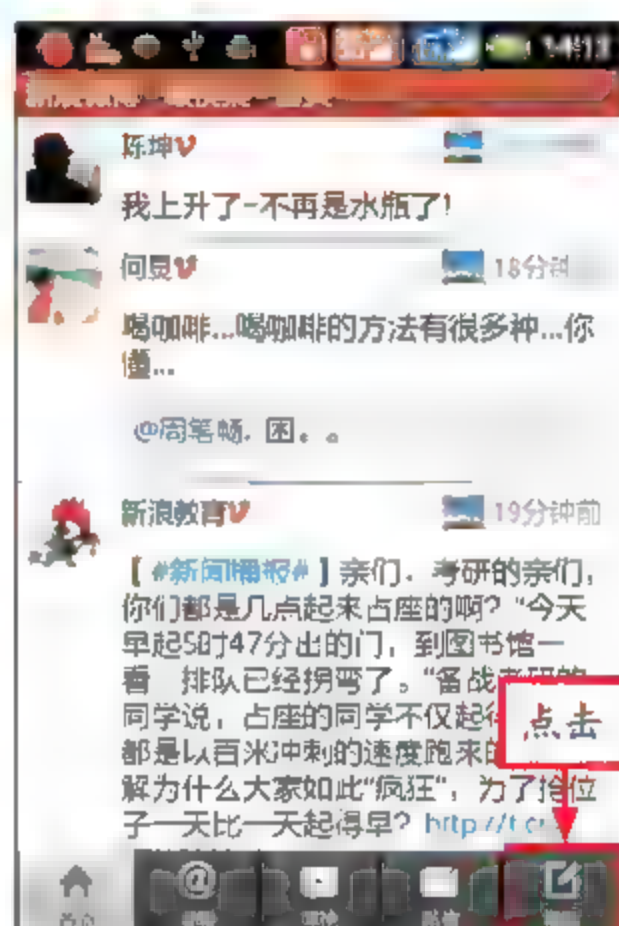 陈坤
我上升了-不再是水瓶了!
何炅
18分钟
喝咖啡...喝咖啡的方法有很多种...你
懂...
@周笔畅. 困。。
新浪教育
19分钟前
【#新闻播报#】亲们，考研的亲们，
你们都是几点起来占座的啊？“今天
早起5时47分出的门，到图书馆一
看 排队已经拐弯了。“备战考研的
同学说，占座的同学不仅起得
都是以百米冲刺的速度跑来的
解为什么大家如此“疯狂”，为了抢位
子一天比一天起得早？http://t.c
点击